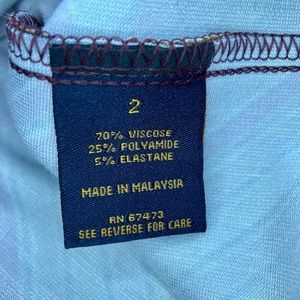 2
70% VISCOSE
25% POLYAMIDE
5% ELASTANE
MADE IN MALAYSIA
RN 67473
SEE REVERSE FOR CARE